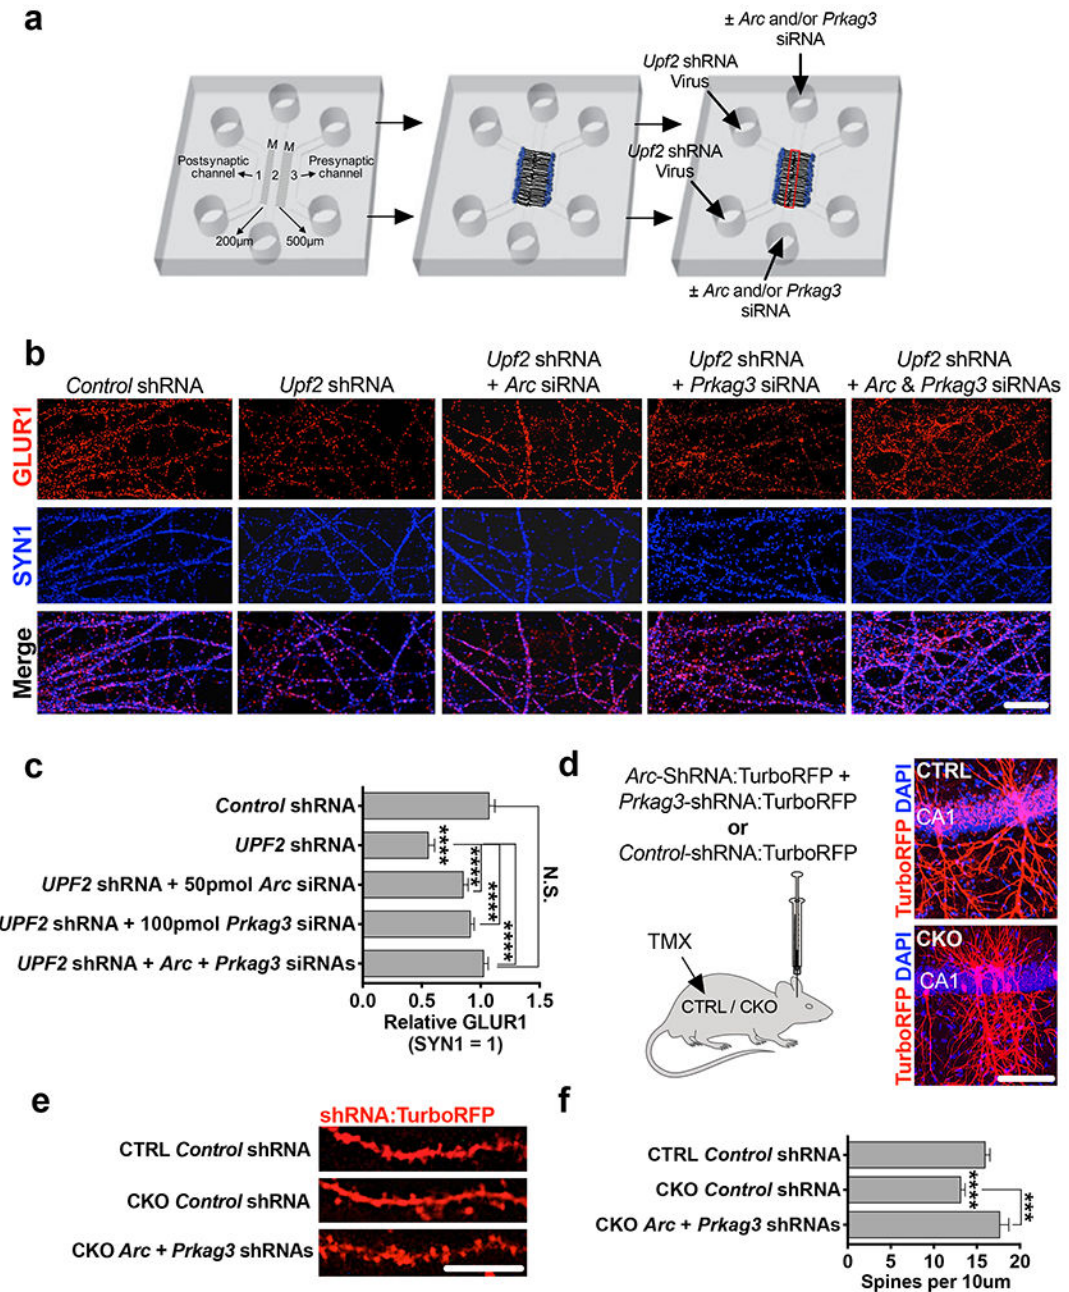 a
± Arc and/or Prkag3
siRNA
Upf2 shRNA
Virus
Upf2 shRNA
Virus
M M
Postsynaptic
channel
1 2 3
Presynaptic
channel
200µm
500µm
± Arc and/or Prkag3
siRNA
b
Control shRNA
Upf2 shRNA
Upf2 shRNA
+ Arc siRNA
Upf2 shRNA
+ Prkag3 siRNA
Upf2 shRNA
+ Arc & Prkag3 siRNAs
GLUR1
SYN1
Merge
c
Control shRNA
UPF2 shRNA
UPF2 shRNA + 50pmol Arc siRNA
UPF2 shRNA + 100pmol Prkag3 siRNA
UPF2 shRNA + Arc + Prkag3 siRNAs
****
****
****
****
N.S.
0.0 0.5 1.0 1.5
Relative GLUR1
(SYN1 = 1)
d
Arc-ShRNA:TurboRFP +
Prkag3-shRNA:TurboRFP
or
Control-shRNA:TurboRFP
TMX
CTRL / CKO
TurboRFP DAPI
CTRL
CA1
TurboRFP DAPI
CKO
CA1
e
shRNA:TurboRFP
CTRL Control shRNA
CKO Control shRNA
CKO Arc + Prkag3 shRNAs
f
CTRL Control shRNA
CKO Control shRNA
CKO Arc + Prkag3 shRNAs
****
***
0 5 10 15 20
Spines per 10um